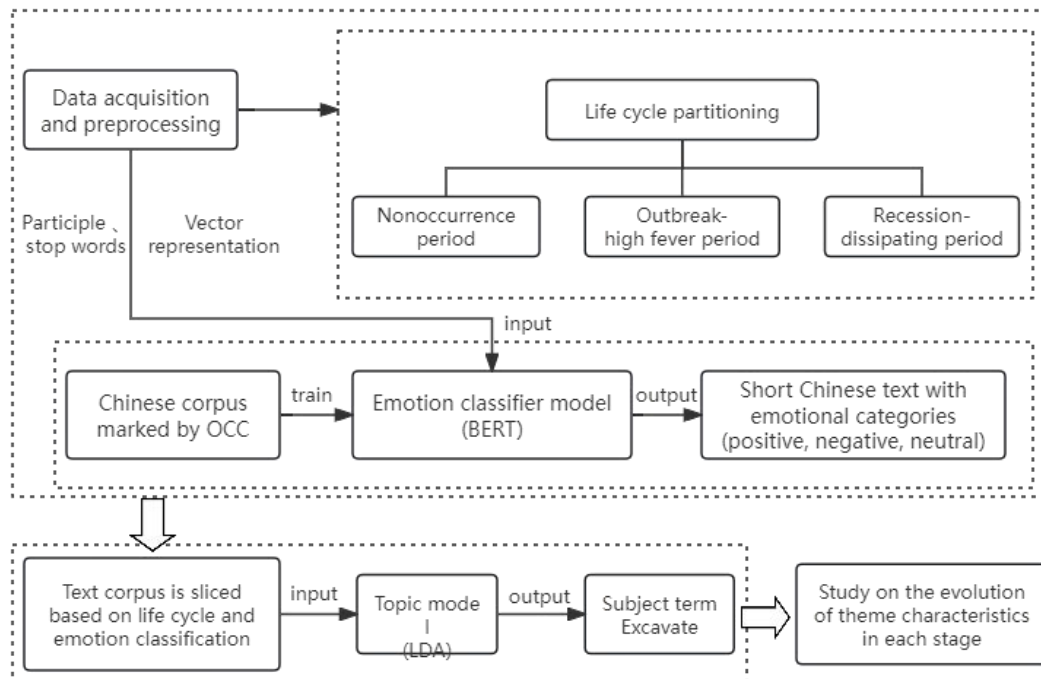 Data acquisition
and preprocessing
Life cycle partitioning
Nonoccurrence
period
Outbreak-
high fever period
Recession-
dissipating period
Participle、
stop words
Vector
representation
input
Chinese corpus
marked by OCC
train
Emotion classifier model
(BERT)
output
Short Chinese text with
emotional categories
(positive, negative, neutral)
Text corpus is sliced
based on life cycle and
emotion classification
input
Topic mode
l
(LDA)
output
Subject term
Excavate
Study on the evolution
of theme characteristics
in each stage